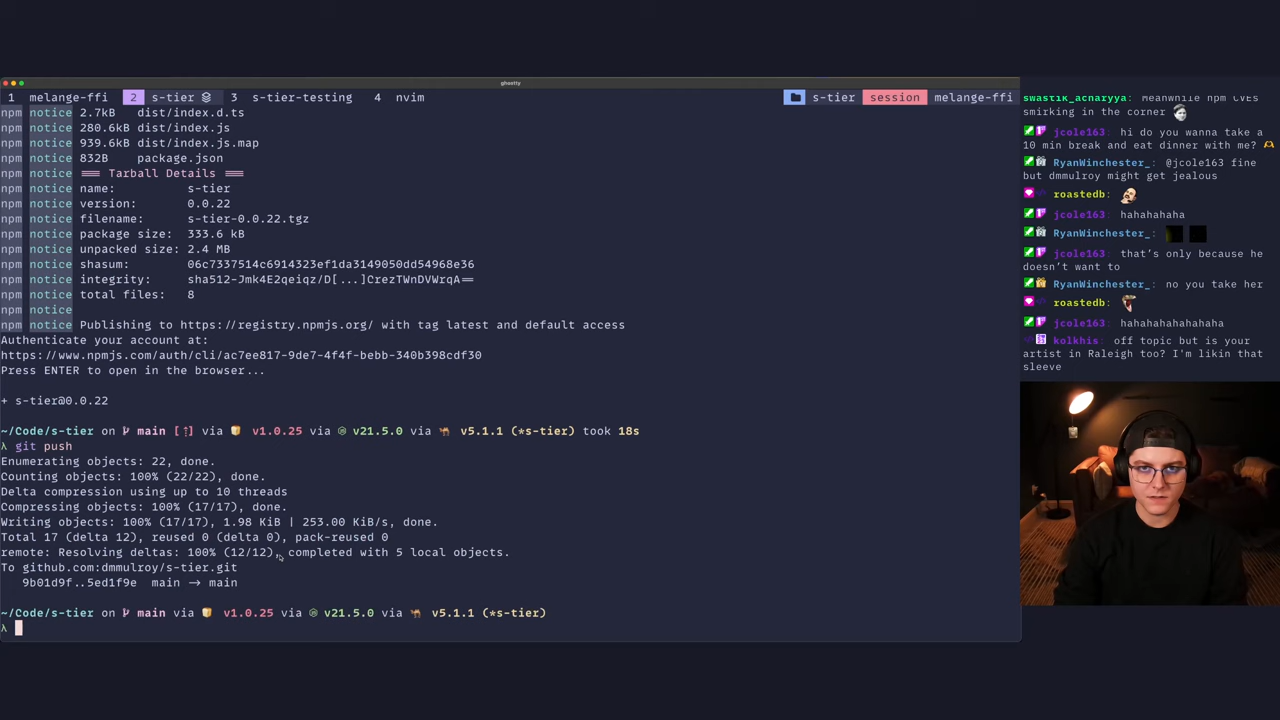 ghostty
1 melange-ffi 2 s-tier 3 s-tier-testing 4 nvim s-tier session melange-ffi
npm notice 2.7kB dist/index.d.ts
npm notice 280.6kB dist/index.js
npm notice 939.6kB dist/index.js.map
npm notice 832B package.json
npm notice === Tarball Details ===
npm notice name: s-tier
npm notice version: 0.0.22
npm notice filename: s-tier-0.0.22.tgz
npm notice package size: 333.6 kB
npm notice unpacked size: 2.4 MB
npm notice shasum: 06c7337514c6914323ef1da3149050dd54968e36
npm notice integrity: sha512-Jmk4E2qeiqz/D[...]CrezTWnDVWrqA==
npm notice total files: 8
npm notice
npm notice Publishing to https://registry.npmjs.org/ with tag latest and default access
Authenticate your account at:
https://www.npmjs.com/auth/cli/ac7ee817-9de7-4f4f-bebb-340b398cdf30
Press ENTER to open in the browser...
+ s-tier@0.0.22
~/Code/s-tier on main [⇡] via v1.0.25 via v21.5.0 via v5.1.1 (*s-tier) took 18s
λ git push
Enumerating objects: 22, done.
Counting objects: 100% (22/22), done.
Delta compression using up to 10 threads
Compressing objects: 100% (17/17), done.
Writing objects: 100% (17/17), 1.98 KiB | 253.00 KiB/s, done.
Total 17 (delta 12), reused 0 (delta 0), pack-reused 0
remote: Resolving deltas: 100% (12/12), completed with 5 local objects.
To github.com:dmmulroy/s-tier.git
9b01d9f..5ed1f9e main -> main
~/Code/s-tier on main via v1.0.25 via v21.5.0 via v5.1.1 (*s-tier)
λ
swastik_acharyya: Meanwhile npm CVEs
smirking in the corner
jcole163: hi do you wanna take a
10 min break and eat dinner with me?
RyanWinchester_: @jcole163 fine
but dmmulroy might get jealous
roastedb:
jcole163: hahahahaha
RyanWinchester_:
jcole163: that's only because he
doesn't want to
RyanWinchester_: no you take her
roastedb:
jcole163: hahahahahahaha
kolkhis: off topic but is your
artist in Raleigh too? I'm likin that
sleeve